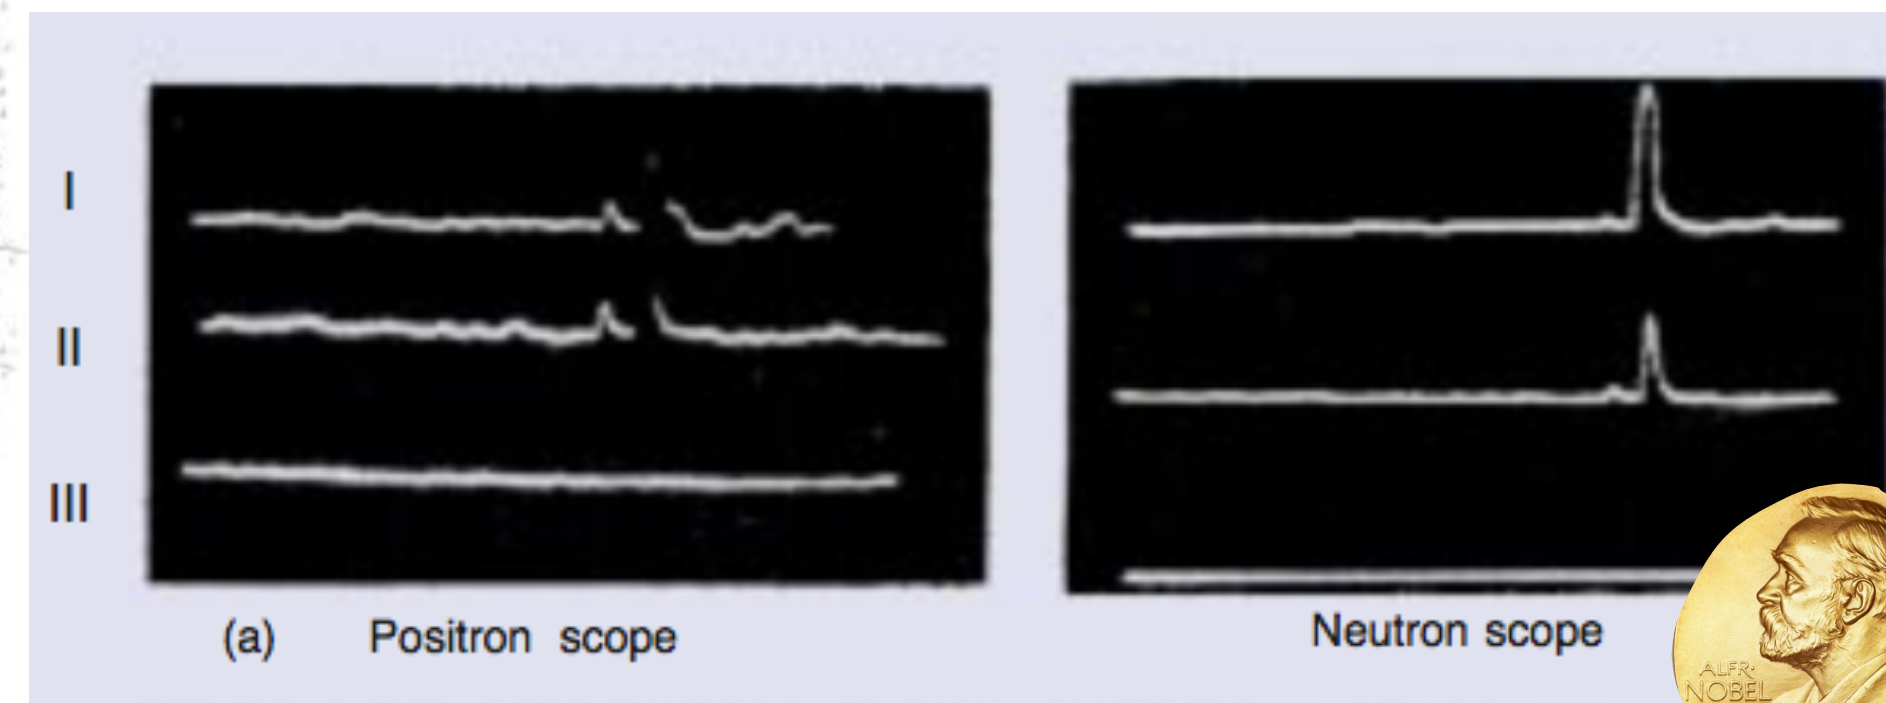 I
II
III
(a) Positron scope
Neutron scope
ALFR·
NOBEL